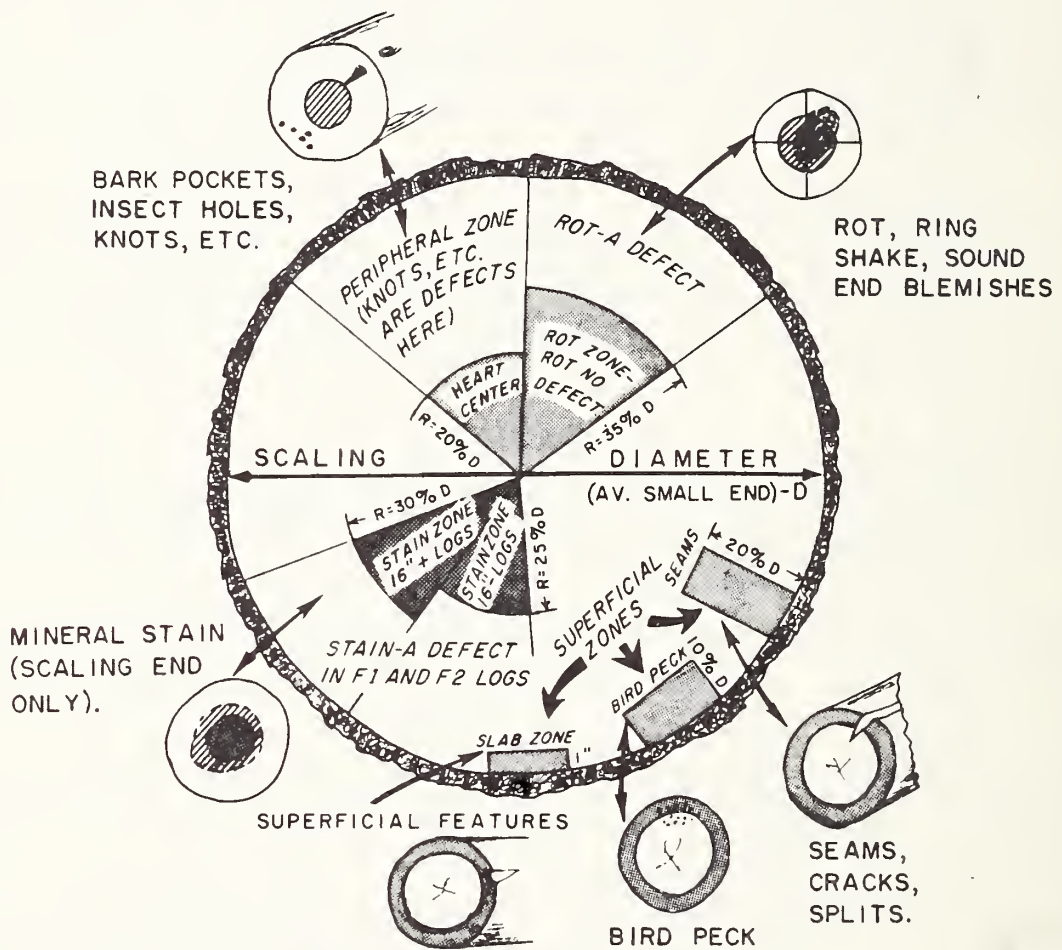 BARK POCKETS,
INSECT HOLES,
KNOTS, ETC.
PERIPHERAL ZONE
(KNOTS, ETC.
ARE DEFECTS
HERE)
ROT-A DEFECT
ROT, RING
SHAKE, SOUND
END BLEMISHES
HEART
CENTER
R=20% D
ROT ZONE-
ROT NO
DEFECT
R=35% D
SCALING
DIAMETER
(AV. SMALL END)-D
R=30% D
STAIN ZONE
16"+ LOGS
STAIN ZONE
16"- LOGS
R=25% D
STAIN-A DEFECT
IN F1 AND F2 LOGS
MINERAL STAIN
(SCALING END
ONLY).
SUPERFICIAL
ZONES
SEAMS
20% D
BIRD PECK
10% D
SLAB ZONE
1"
SUPERFICIAL FEATURES
BIRD PECK
SEAMS,
CRACKS,
SPLITS.